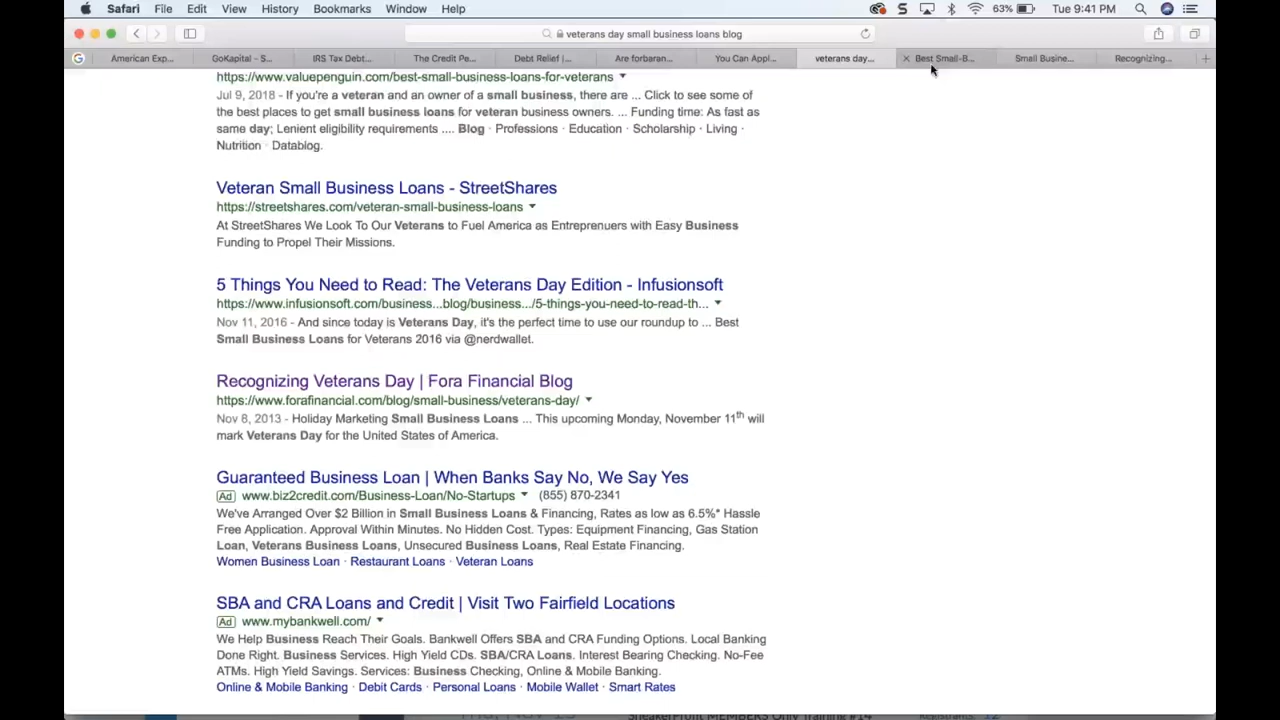 Safari File Edit View History Bookmarks Window Help 63% Tue 9:41 PM
veterans day small business loans blog
G American Exp... GoKapital - S... IRS Tax Debt... The Credit Pe... Debt Relief |... Are forbaran... You Can Appl... veterans day... Best Small-B... Small Busine... Recognizing...
https://www.valuepenguin.com/best-small-business-loans-for-veterans
Jul 9, 2018 - If you're a veteran and an owner of a small business, there are ... Click to see some of
the best places to get small business loans for veteran business owners. ... Funding time: As fast as
same day; Lenient eligibility requirements .... Blog · Professions · Education · Scholarship · Living ·
Nutrition · Datablog.
Veteran Small Business Loans - StreetShares
https://streetshares.com/veteran-small-business-loans
At StreetShares We Look To Our Veterans to Fuel America as Entreprenuers with Easy Business
Funding to Propel Their Missions.
5 Things You Need to Read: The Veterans Day Edition - Infusionsoft
https://www.infusionsoft.com/business...blog/business.../5-things-you-need-to-read-th...
Nov 11, 2016 - And since today is Veterans Day, it's the perfect time to use our roundup to ... Best
Small Business Loans for Veterans 2016 via @nerdwallet.
Recognizing Veterans Day | Fora Financial Blog
https://www.forafinancial.com/blog/small-business/veterans-day/
Nov 8, 2013 - Holiday Marketing Small Business Loans ... This upcoming Monday, November 11th will
mark Veterans Day for the United States of America.
Guaranteed Business Loan | When Banks Say No, We Say Yes
Ad www.biz2credit.com/Business-Loan/No-Startups (855) 870-2341
We've Arranged Over $2 Billion in Small Business Loans & Financing, Rates as low as 6.5%* Hassle
Free Application. Approval Within Minutes. No Hidden Cost. Types: Equipment Financing, Gas Station
Loan, Veterans Business Loans, Unsecured Business Loans, Real Estate Financing.
Women Business Loan · Restaurant Loans · Veteran Loans
SBA and CRA Loans and Credit | Visit Two Fairfield Locations
Ad www.mybankwell.com/
We Help Business Reach Their Goals. Bankwell Offers SBA and CRA Funding Options. Local Banking
Done Right. Business Services. High Yield CDs. SBA/CRA Loans. Interest Bearing Checking. No-Fee
ATMs. High Yield Savings. Services: Business Checking, Online & Mobile Banking.
Online & Mobile Banking · Debit Cards · Personal Loans · Mobile Wallet · Smart Rates